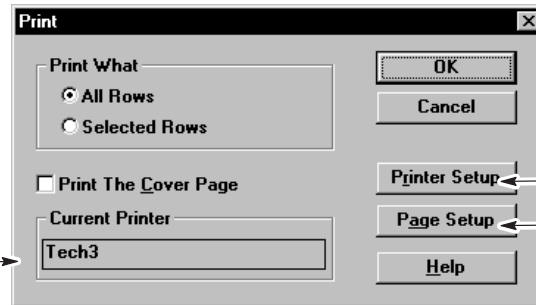 Print
Print What
All Rows
Selected Rows
Print The Cover Page
Current Printer
Tech3
OK
Cancel
Printer Setup
Page Setup
Help